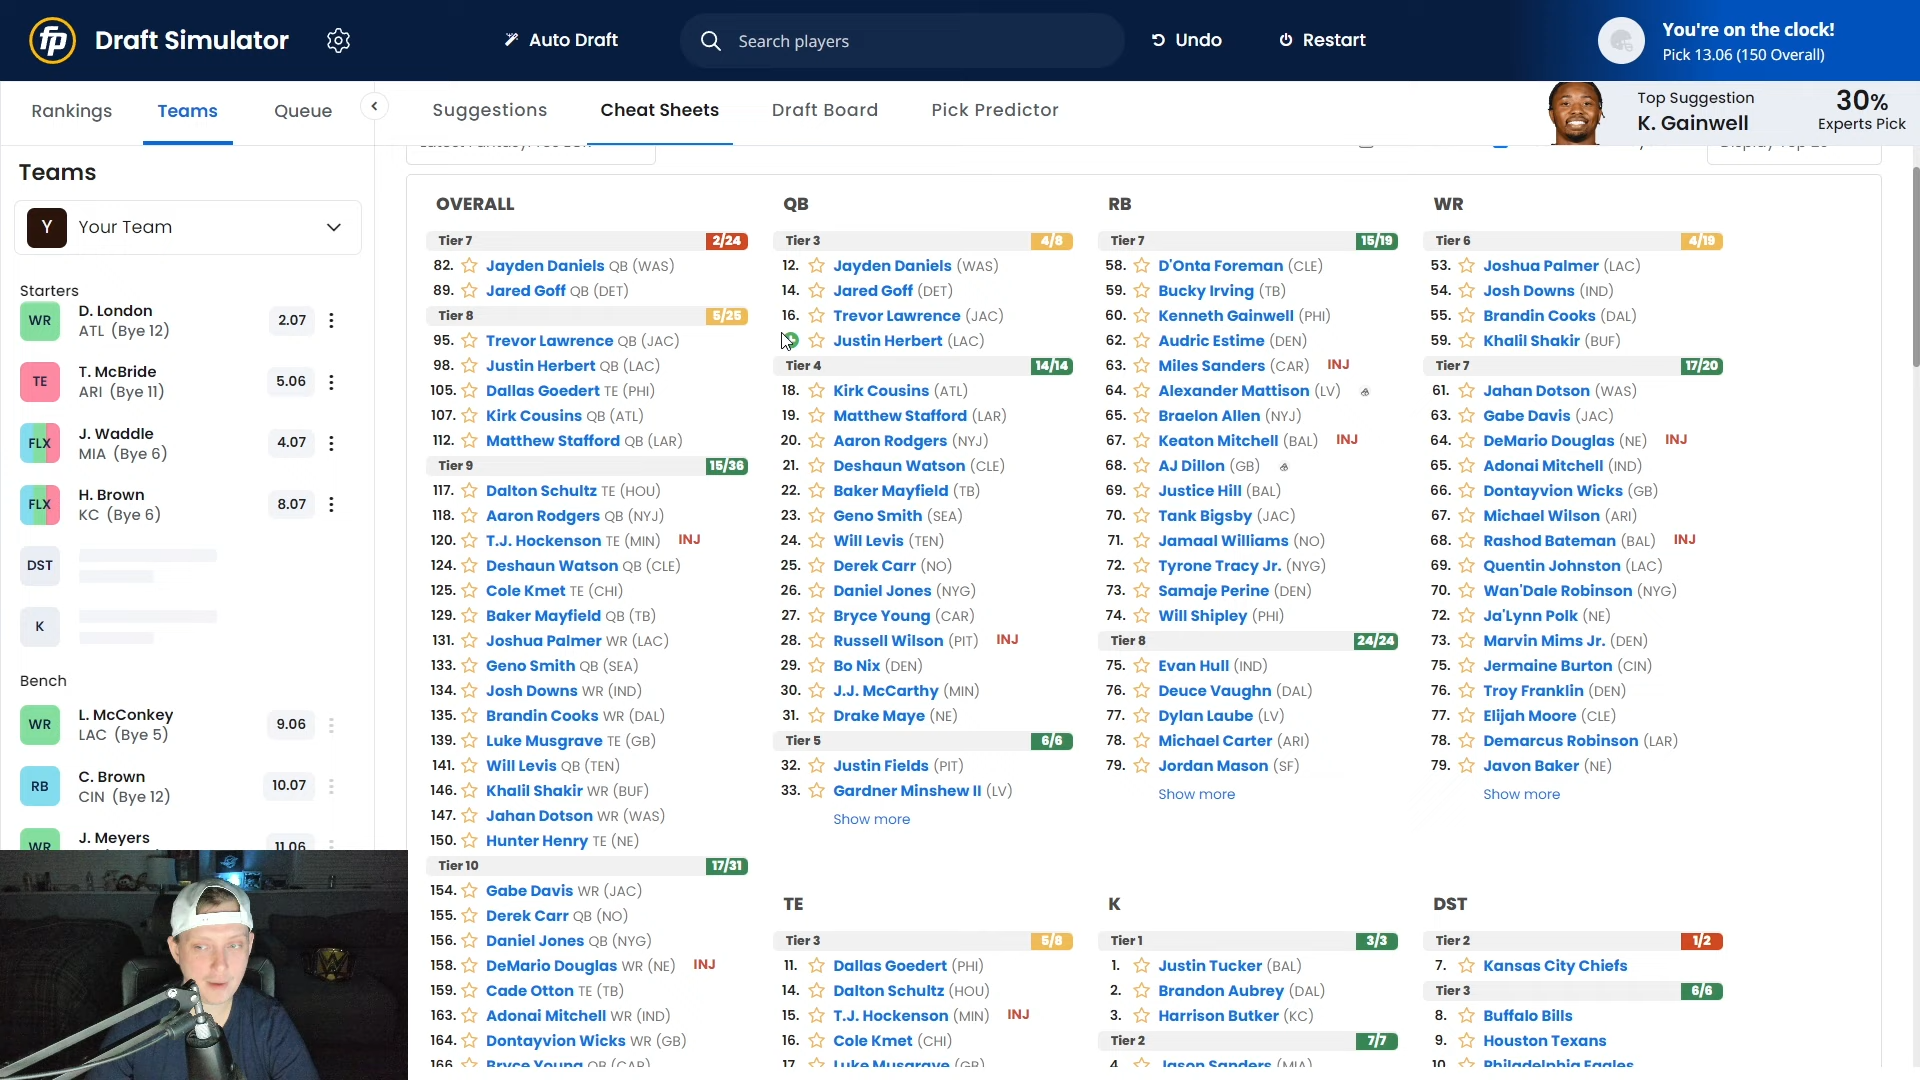 fp Draft Simulator
Auto Draft
Search players
Undo
Restart
You're on the clock!
Pick 13.06 (150 Overall)
Rankings
Teams
Queue
Suggestions
Cheat Sheets
Draft Board
Pick Predictor
Top Suggestion
K. Gainwell
30%
Experts Pick
Teams
Y Your Team
Starters
WR D. London 2.07
ATL (Bye 12)
TE T. McBride 5.06
ARI (Bye 11)
FLX J. Waddle 4.07
MIA (Bye 6)
FLX H. Brown 8.07
KC (Bye 6)
DST
K
Bench
WR L. McConkey 9.06
LAC (Bye 5)
RB C. Brown 10.07
CIN (Bye 12)
WR J. Meyers 11.06
OVERALL
Tier 7 2/24
82. Jayden Daniels QB (WAS)
89. Jared Goff QB (DET)
Tier 8 5/25
95. Trevor Lawrence QB (JAC)
98. Justin Herbert QB (LAC)
105. Dallas Goedert TE (PHI)
107. Kirk Cousins QB (ATL)
112. Matthew Stafford QB (LAR)
Tier 9 15/36
117. Dalton Schultz TE (HOU)
118. Aaron Rodgers QB (NYJ)
120. T.J. Hockenson TE (MIN) INJ
124. Deshaun Watson QB (CLE)
125. Cole Kmet TE (CHI)
129. Baker Mayfield QB (TB)
131. Joshua Palmer WR (LAC)
133. Geno Smith QB (SEA)
134. Josh Downs WR (IND)
135. Brandin Cooks WR (DAL)
139. Luke Musgrave TE (GB)
141. Will Levis QB (TEN)
146. Khalil Shakir WR (BUF)
147. Jahan Dotson WR (WAS)
150. Hunter Henry TE (NE)
Tier 10 17/31
154. Gabe Davis WR (JAC)
155. Derek Carr QB (NO)
156. Daniel Jones QB (NYG)
158. DeMario Douglas WR (NE) INJ
159. Cade Otton TE (TB)
163. Adonai Mitchell WR (IND)
164. Dontayvion Wicks WR (GB)
166. Bryce Young QB (CAR)
QB
Tier 3 4/8
12. Jayden Daniels (WAS)
14. Jared Goff (DET)
16. Trevor Lawrence (JAC)
Justin Herbert (LAC)
Tier 4 14/14
18. Kirk Cousins (ATL)
19. Matthew Stafford (LAR)
20. Aaron Rodgers (NYJ)
21. Deshaun Watson (CLE)
22. Baker Mayfield (TB)
23. Geno Smith (SEA)
24. Will Levis (TEN)
25. Derek Carr (NO)
26. Daniel Jones (NYG)
27. Bryce Young (CAR)
28. Russell Wilson (PIT) INJ
29. Bo Nix (DEN)
30. J.J. McCarthy (MIN)
31. Drake Maye (NE)
Tier 5 6/6
32. Justin Fields (PIT)
33. Gardner Minshew II (LV)
Show more
RB
Tier 7 15/19
58. D'Onta Foreman (CLE)
59. Bucky Irving (TB)
60. Kenneth Gainwell (PHI)
62. Audric Estime (DEN)
63. Miles Sanders (CAR) INJ
64. Alexander Mattison (LV)
65. Braelon Allen (NYJ)
67. Keaton Mitchell (BAL) INJ
68. AJ Dillon (GB)
69. Justice Hill (BAL)
70. Tank Bigsby (JAC)
71. Jamaal Williams (NO)
72. Tyrone Tracy Jr. (NYG)
73. Samaje Perine (DEN)
74. Will Shipley (PHI)
Tier 8 24/24
75. Evan Hull (IND)
76. Deuce Vaughn (DAL)
77. Dylan Laube (LV)
78. Michael Carter (ARI)
79. Jordan Mason (SF)
Show more
WR
Tier 6 4/19
53. Joshua Palmer (LAC)
54. Josh Downs (IND)
55. Brandin Cooks (DAL)
59. Khalil Shakir (BUF)
Tier 7 17/20
61. Jahan Dotson (WAS)
63. Gabe Davis (JAC)
64. DeMario Douglas (NE) INJ
65. Adonai Mitchell (IND)
66. Dontayvion Wicks (GB)
67. Michael Wilson (ARI)
68. Rashod Bateman (BAL) INJ
69. Quentin Johnston (LAC)
70. Wan'Dale Robinson (NYG)
72. Ja'Lynn Polk (NE)
73. Marvin Mims Jr. (DEN)
75. Jermaine Burton (CIN)
76. Troy Franklin (DEN)
77. Elijah Moore (CLE)
78. Demarcus Robinson (LAR)
79. Javon Baker (NE)
Show more
TE
Tier 3 5/8
11. Dallas Goedert (PHI)
14. Dalton Schultz (HOU)
15. T.J. Hockenson (MIN) INJ
16. Cole Kmet (CHI)
17. Luke Musgrave (GB)
K
Tier 1 3/3
1. Justin Tucker (BAL)
2. Brandon Aubrey (DAL)
3. Harrison Butker (KC)
Tier 2 7/7
4. Jason Sanders (MIA)
DST
Tier 2 1/2
7. Kansas City Chiefs
Tier 3 6/6
8. Buffalo Bills
9. Houston Texans
10. Philadelphia Eagles